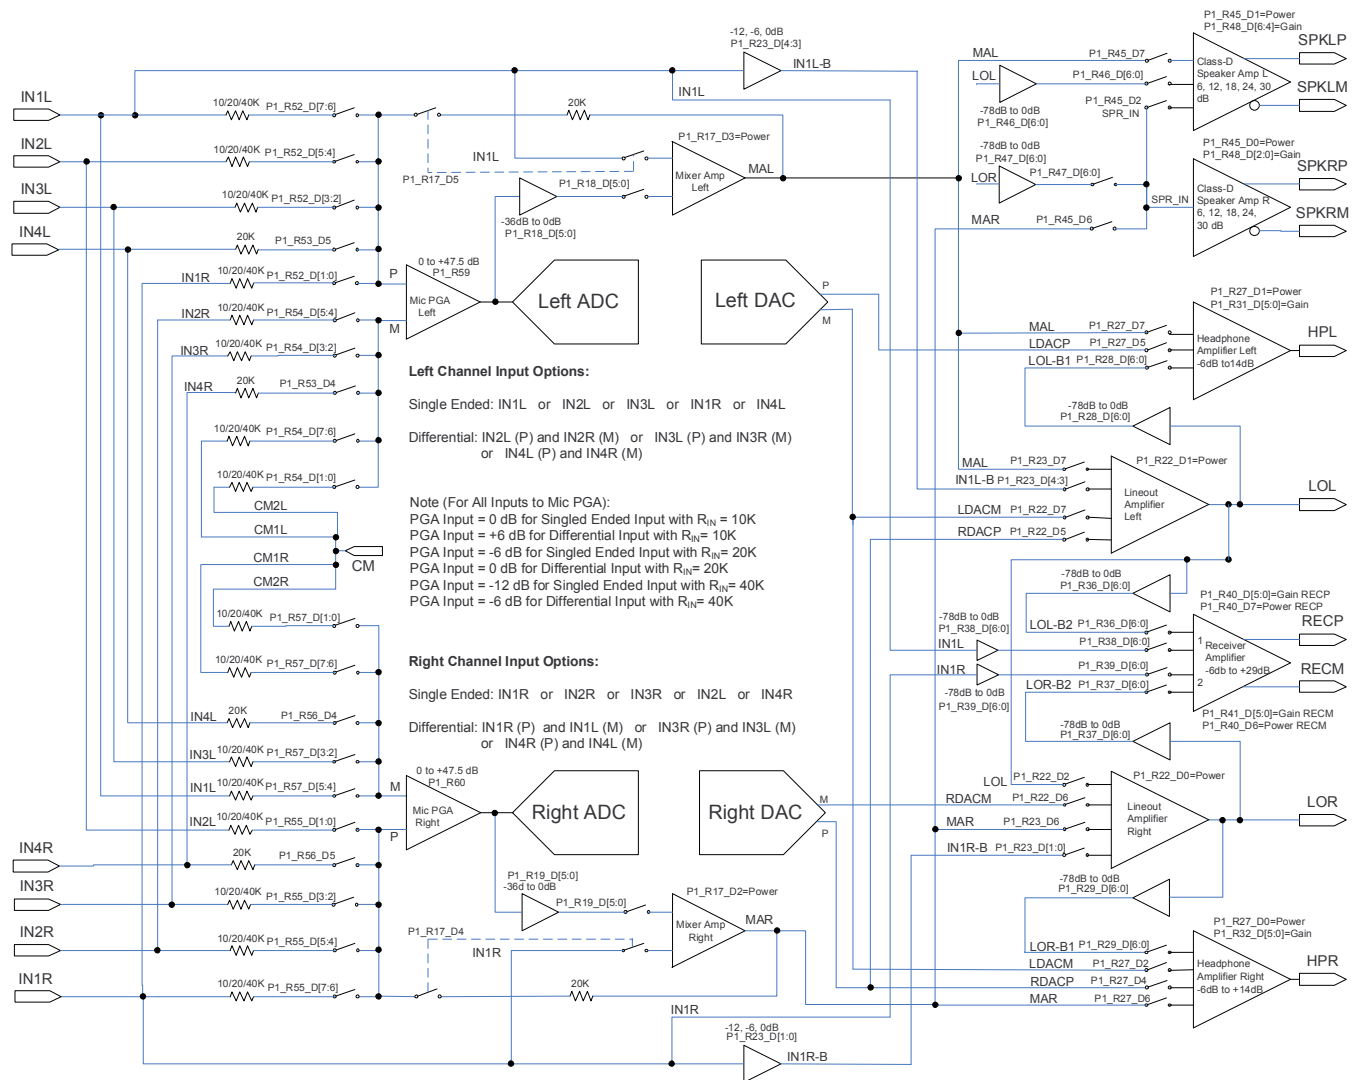 -12, -6, 0dB
P1_R23_D[4:3]
IN1L-B
IN1L
IN1L
10/20/40K P1_R52_D[7:6]
20K
P1_R17_D3=Power
IN1L
Mixer Amp
Left
MAL
P1_R17_D5
P1_R18_D[5:0]
-36dB to 0dB
P1_R18_D[5:0]
IN2L
10/20/40K P1_R52_D[5:4]
IN3L
10/20/40K P1_R52_D[3:2]
IN4L
20K P1_R53_D5
IN1R 10/20/40K P1_R52_D[1:0]
IN2R 10/20/40K P1_R54_D[5:4]
IN3R 10/20/40K P1_R54_D[3:2]
IN4R 20K P1_R53_D4
10/20/40K P1_R54_D[7:6]
10/20/40K P1_R54_D[1:0]
CM2L
CM1L
CM
CM1R
CM2R
10/20/40K P1_R57_D[1:0]
10/20/40K P1_R57_D[7:6]
IN4L 20K P1_R56_D4
IN3L 10/20/40K P1_R57_D[3:2]
IN1L 10/20/40K P1_R57_D[5:4]
IN2L 10/20/40K P1_R55_D[1:0]
IN4R
20K P1_R56_D5
IN3R
10/20/40K P1_R55_D[3:2]
IN2R
10/20/40K P1_R55_D[5:4]
IN1R
10/20/40K P1_R55_D[7:6]
0 to +47.5 dB
P1_R59
P
Mic PGA
Left
M
Left ADC
Left DAC
P
M
Left Channel Input Options:
Single Ended: IN1L or IN2L or IN3L or IN1R or IN4L
Differential: IN2L (P) and IN2R (M) or IN3L (P) and IN3R (M)
or IN4L (P) and IN4R (M)
Note (For All Inputs to Mic PGA):
PGA Input = 0 dB for Singled Ended Input with RIN = 10K
PGA Input = +6 dB for Differential Input with RIN = 10K
PGA Input = -6 dB for Singled Ended Input with RIN= 20K
PGA Input = 0 dB for Differential Input with RIN= 20K
PGA Input = -12 dB for Singled Ended Input with RIN= 40K
PGA Input = -6 dB for Differential Input with RIN= 40K
Right Channel Input Options:
Single Ended: IN1R or IN2R or IN3R or IN2L or IN4R
Differential: IN1R (P) and IN1L (M) or IN3R (P) and IN3L (M)
or IN4R (P) and IN4L (M)
0 to +47.5 dB
P1_R60
M
Mic PGA
Right
P
Right ADC
Right DAC
M
P
P1_R19_D[5:0]
-36d to 0dB
P1_R19_D[5:0]
P1_R17_D2=Power
Mixer Amp
Right
MAR
P1_R17_D4
IN1R
20K
IN1R
-12, -6, 0dB
P1_R23_D[1:0]
IN1R-B
P1_R45_D1=Power
P1_R48_D[6:4]=Gain
MAL P1_R45_D7
LOL P1_R46_D[6:0]
-78dB to 0dB
P1_R46_D[6:0]
P1_R45_D2
SPR_IN
Class-D
Speaker Amp L
6, 12, 18, 24, 30
dB
SPKLP
SPKLM
-78dB to 0dB
P1_R47_D[6:0]
LOR P1_R47_D[6:0]
MAR P1_R45_D6
SPR_IN
P1_R45_D0=Power
P1_R48_D[2:0]=Gain
Class-D
Speaker Amp R
6, 12, 18, 24,
30 dB
SPKRP
SPKRM
P1_R27_D1=Power
P1_R31_D[5:0]=Gain
MAL P1_R27_D7
LDACP P1_R27_D5
LOL-B1 P1_R28_D[6:0]
Headphone
Amplifier Left
-6dB to14dB
HPL
-78dB to 0dB
P1_R28_D[6:0]
P1_R22_D1=Power
MAL P1_R23_D7
IN1L-B P1_R23_D[4:3]
LDACM P1_R22_D7
RDACP P1_R22_D5
Lineout
Amplifier
Left
LOL
-78dB to 0dB
P1_R36_D[6:0]
P1_R40_D[5:0]=Gain RECP
P1_R40_D7=Power RECP
-78dB to 0dB
P1_R38_D[6:0]
LOL-B2 P1_R36_D[6:0]
IN1L P1_R38_D[6:0]
IN1R P1_R39_D[6:0]
-78dB to 0dB
P1_R39_D[6:0]
LOR-B2 P1_R37_D[6:0]
1
Receiver
Amplifier
-6db to +29dB
2
RECP
RECM
P1_R41_D[5:0]=Gain RECM
P1_R40_D6=Power RECM
-78dB to 0dB
P1_R37_D[6:0]
P1_R22_D0=Power
LOL P1_R22_D2
RDACM P1_R22_D6
MAR P1_R23_D6
IN1R-B P1_R23_D[1:0]
Lineout
Amplifier
Right
LOR
-78dB to 0dB
P1_R29_D[6:0]
P1_R27_D0=Power
P1_R32_D[5:0]=Gain
LOR-B1 P1_R29_D[6:0]
LDACM P1_R27_D2
RDACP P1_R27_D4
MAR P1_R27_D6
Headphone
Amplifier Right
-6dB to +14dB
HPR